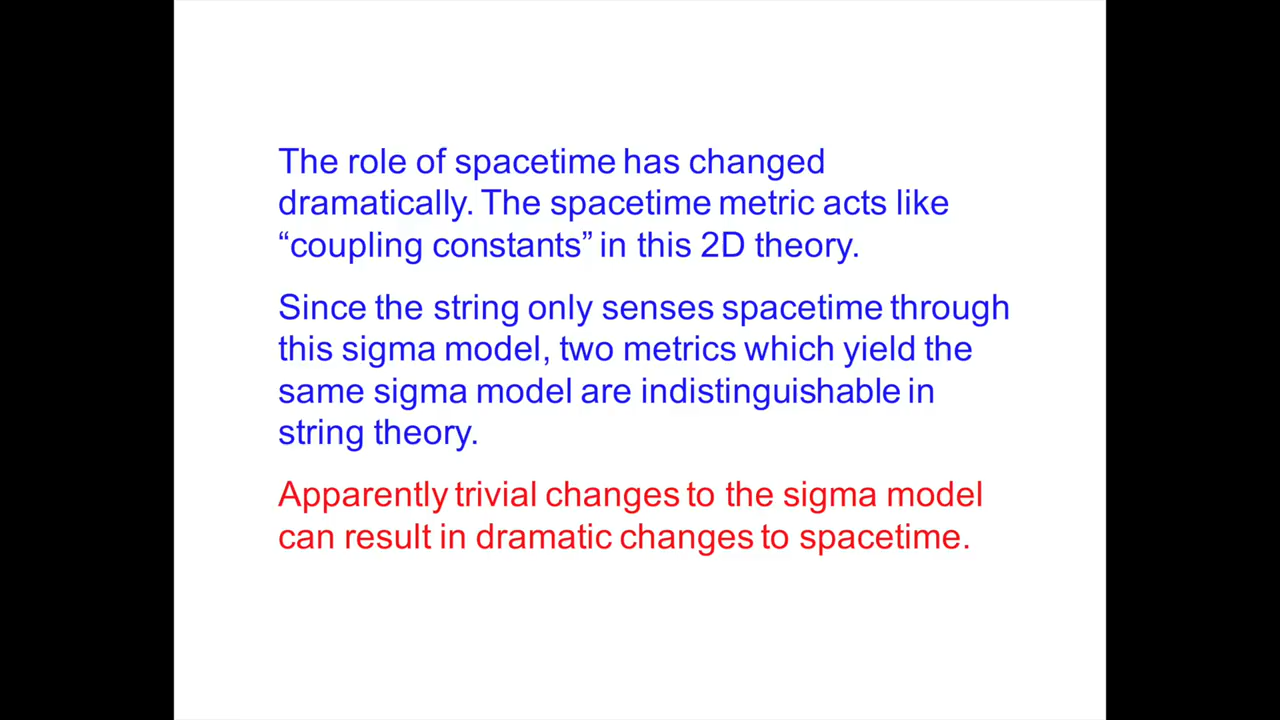 The role of spacetime has changed
dramatically. The spacetime metric acts like
“coupling constants” in this 2D theory.
Since the string only senses spacetime through
this sigma model, two metrics which yield the
same sigma model are indistinguishable in
string theory.
Apparently trivial changes to the sigma model
can result in dramatic changes to spacetime.